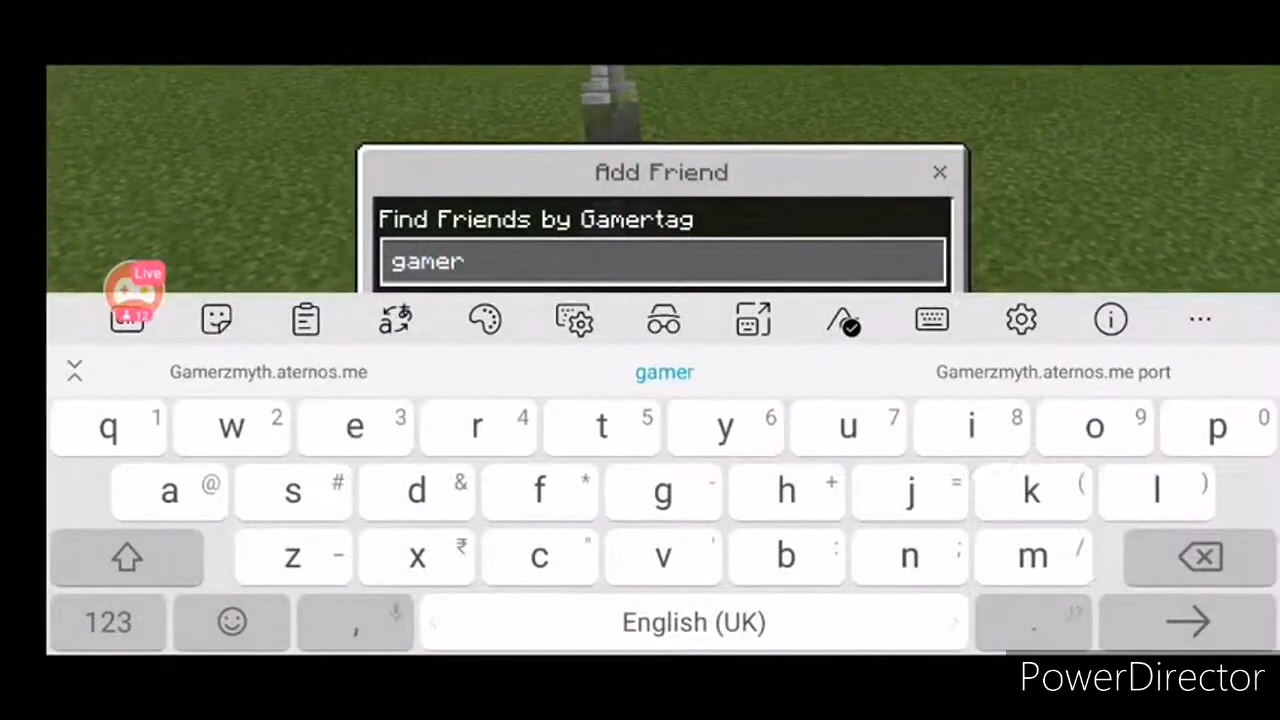 Add Friend
Find Friends by Gamertag
gamer
Live
12
Gamerzmyth.aternos.me gamer Gamerzmyth.aternos.me port
q 1 w 2 e 3 r 4 t 5 y 6 u 7 i 8 o 9 p 0
a @ s # d & f * g - h + j = k ( l )
z - x ₹ c " v ' b : n ; m /
123 , English (UK) . !?
PowerDirector